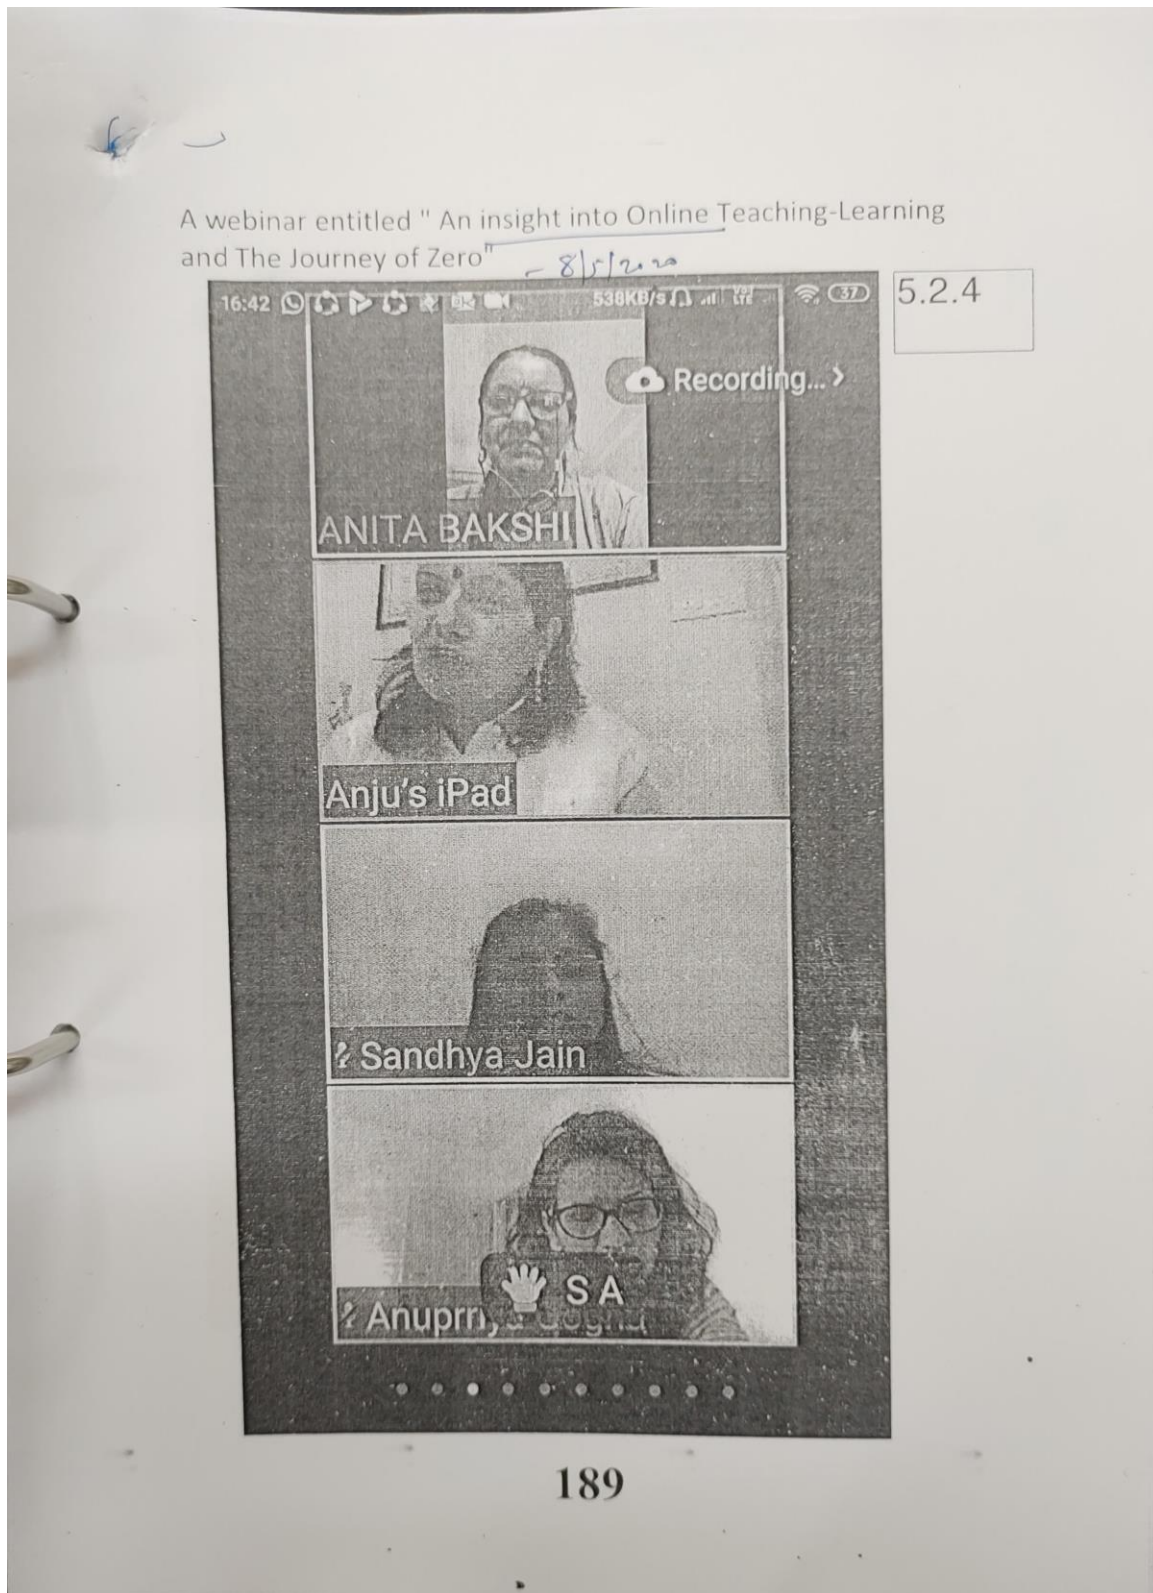 A webinar entitled " An insight into Online Teaching-Learning
and The Journey of Zero"
- 8/5/2020
5.2.4
16:42 538KB/s 37
Recording... >
ANITA BAKSHI
Anju's iPad
Sandhya Jain
S A
189